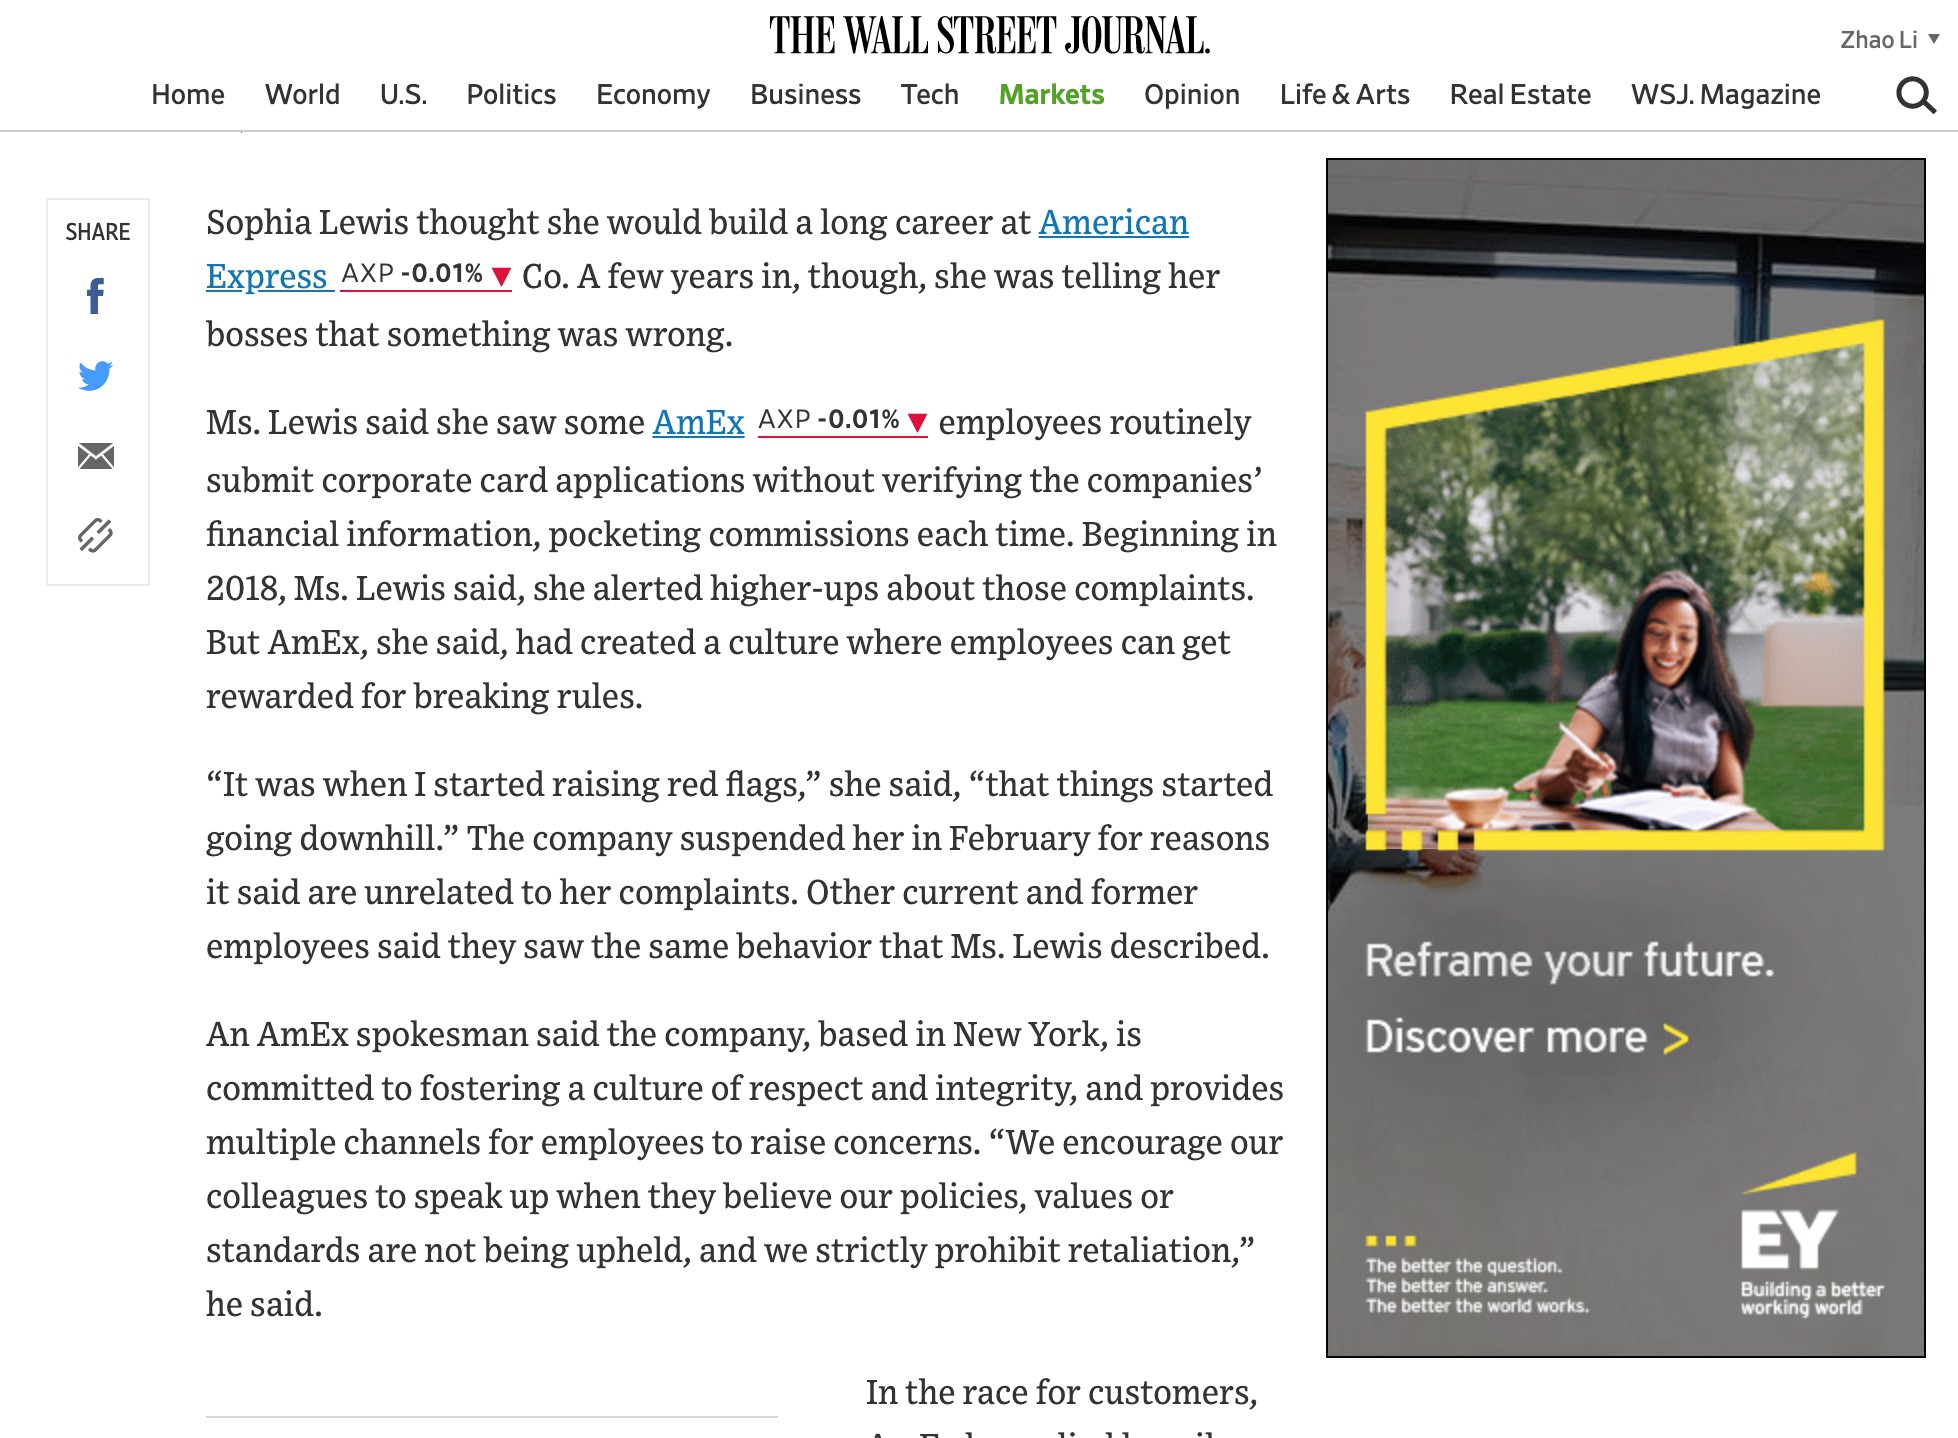 THE WALL STREET JOURNAL.
Zhao Li
Home World U.S. Politics Economy Business Tech Markets Opinion Life & Arts Real Estate WSJ. Magazine
SHARE
Sophia Lewis thought she would build a long career at American
Express AXP -0.01% ▼ Co. A few years in, though, she was telling her
bosses that something was wrong.
Ms. Lewis said she saw some AmEx AXP -0.01% ▼ employees routinely
submit corporate card applications without verifying the companies’
financial information, pocketing commissions each time. Beginning in
2018, Ms. Lewis said, she alerted higher-ups about those complaints.
But AmEx, she said, had created a culture where employees can get
rewarded for breaking rules.
“It was when I started raising red flags,” she said, “that things started
going downhill.” The company suspended her in February for reasons
it said are unrelated to her complaints. Other current and former
employees said they saw the same behavior that Ms. Lewis described.
An AmEx spokesman said the company, based in New York, is
committed to fostering a culture of respect and integrity, and provides
multiple channels for employees to raise concerns. “We encourage our
colleagues to speak up when they believe our policies, values or
standards are not being upheld, and we strictly prohibit retaliation,”
he said.
In the race for customers,
Reframe your future.
Discover more >
The better the question.
The better the answer.
The better the world works.
EY
Building a better
working world